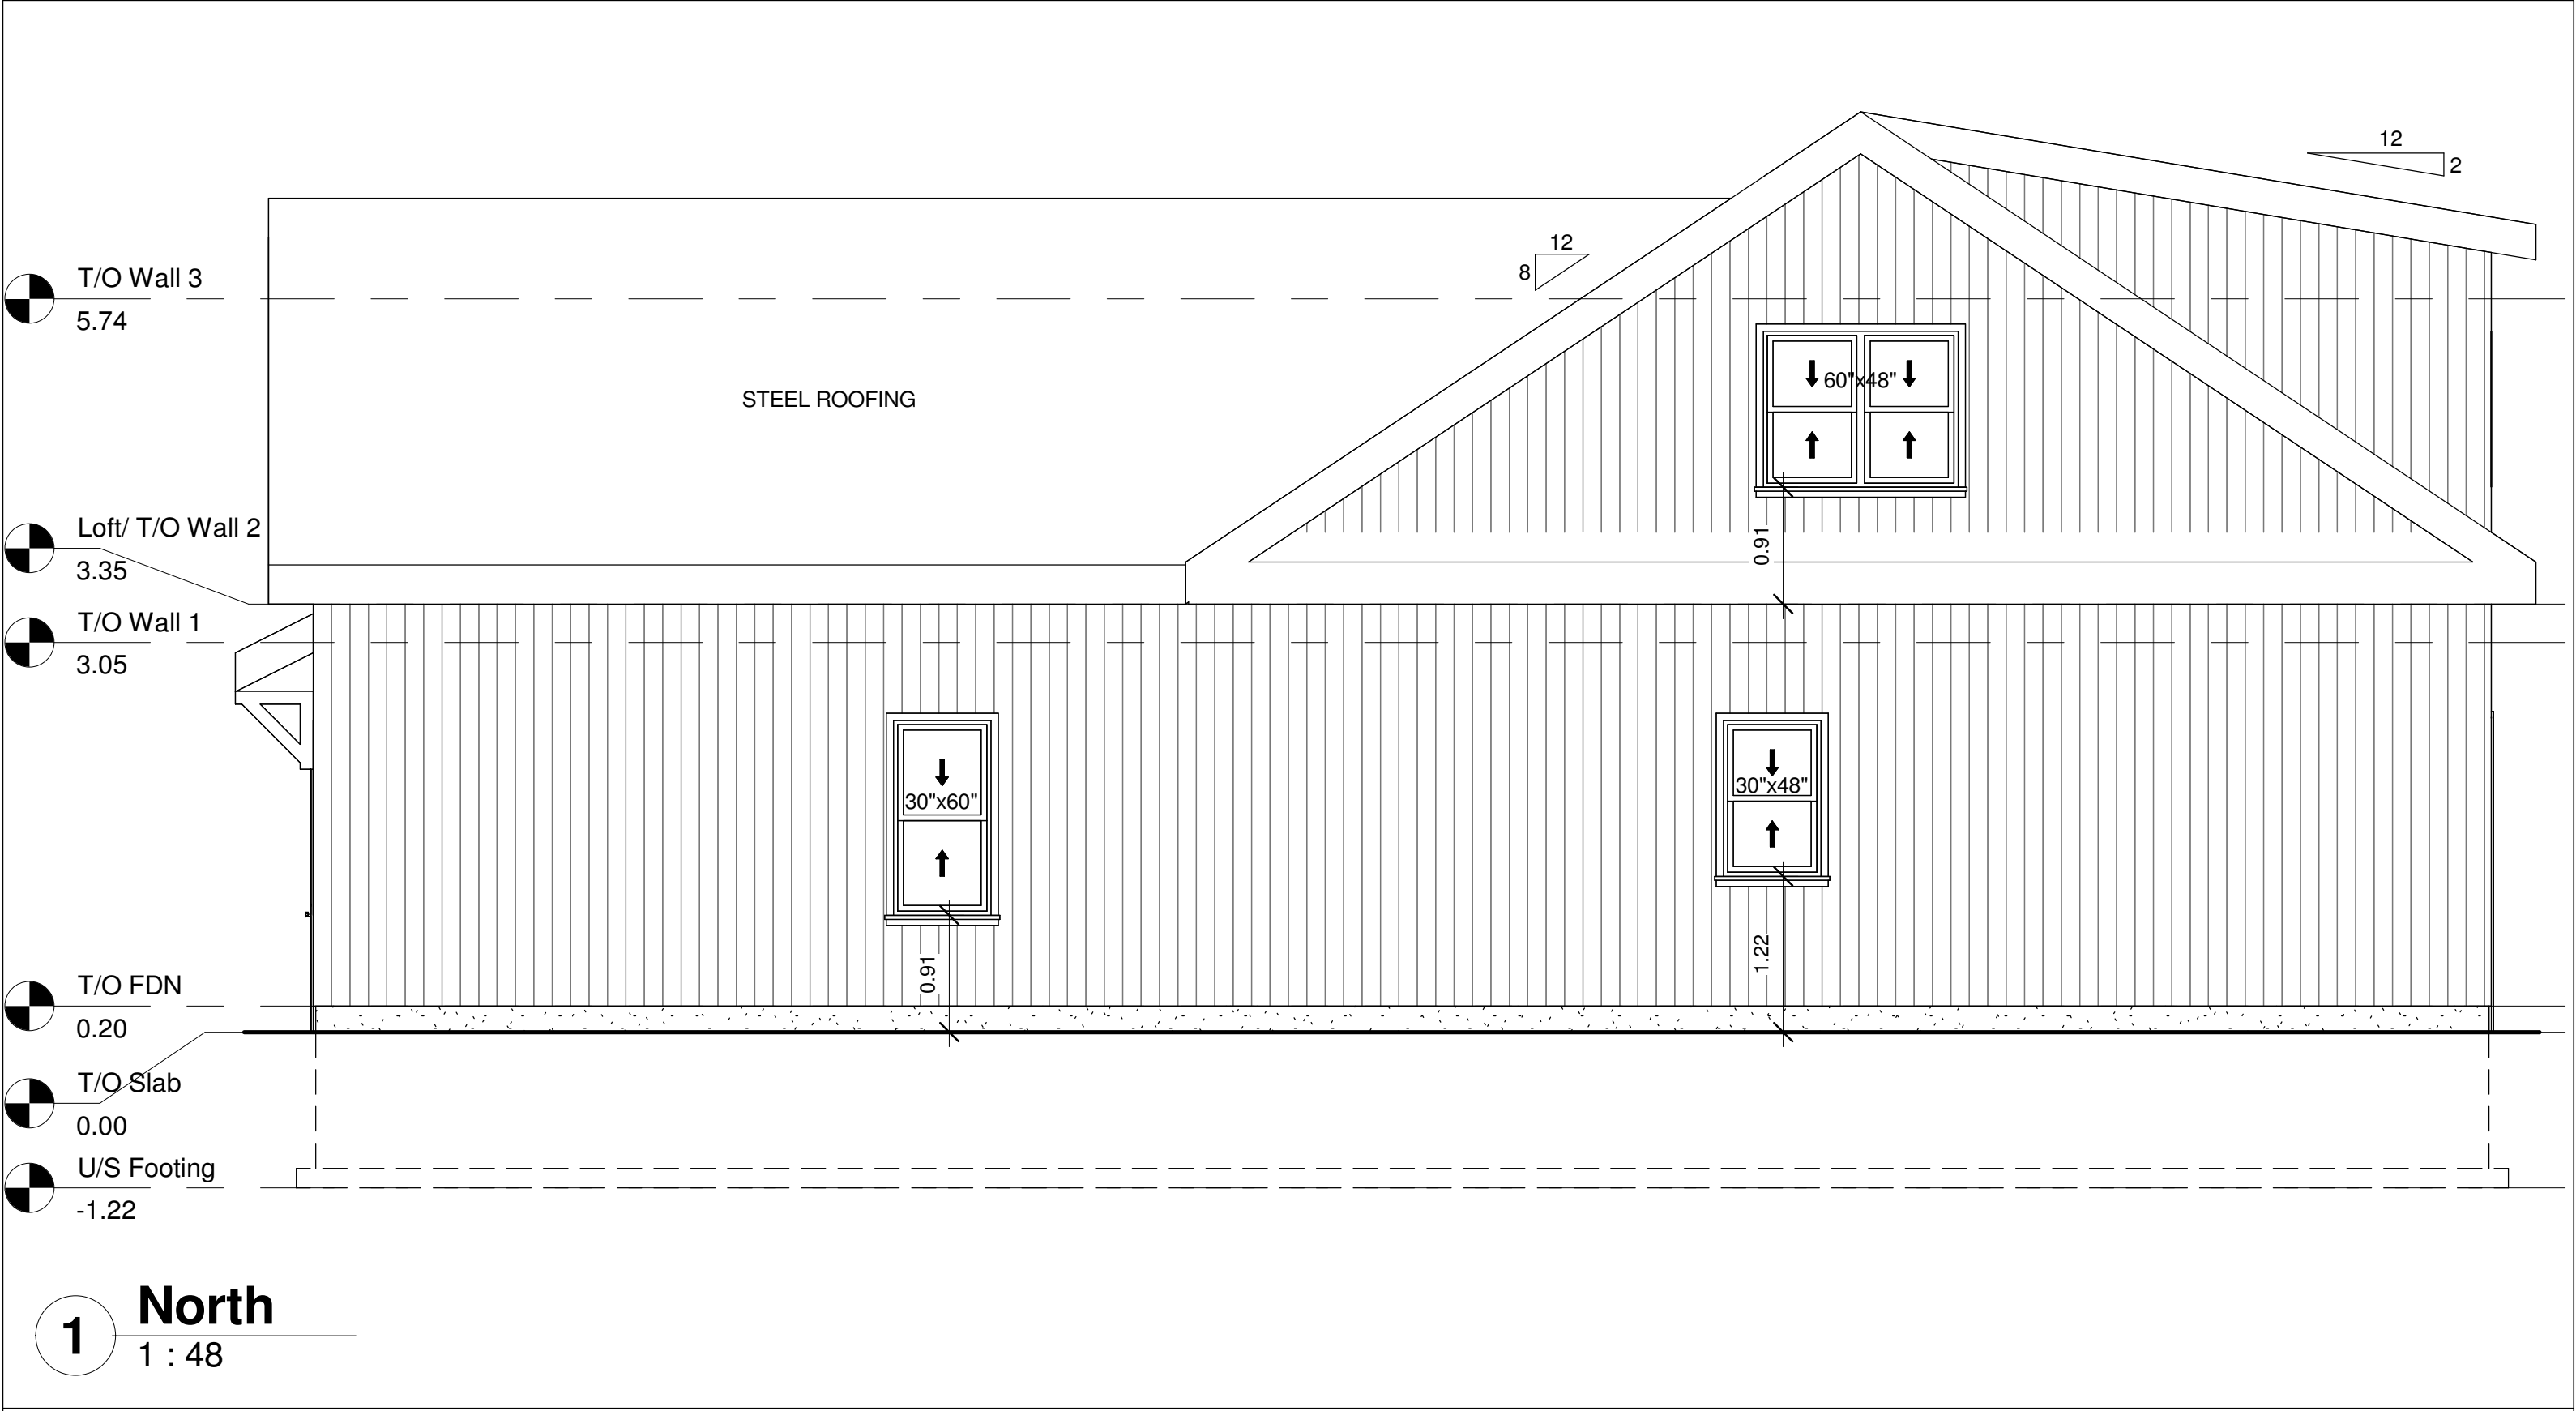 12
2
12
8
T/O Wall 3
5.74
60"x48"
STEEL ROOFING
Loft/ T/O Wall 2
3.35
0.91
T/O Wall 1
3.05
30"x60"
30"x48"
0.91
1.22
T/O FDN
0.20
T/O Slab
0.00
U/S Footing
-1.22
1
North
1 : 48